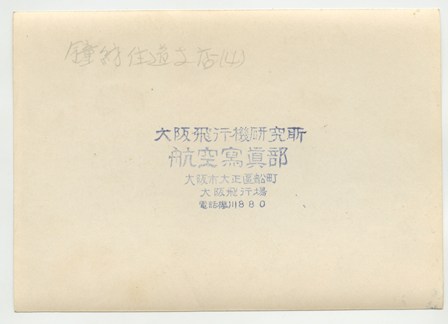 鐘紡住道支店(4)
大阪飛行機研究所
航空寫眞部
大阪市大正區船町
大阪飛行場
電話櫻川880